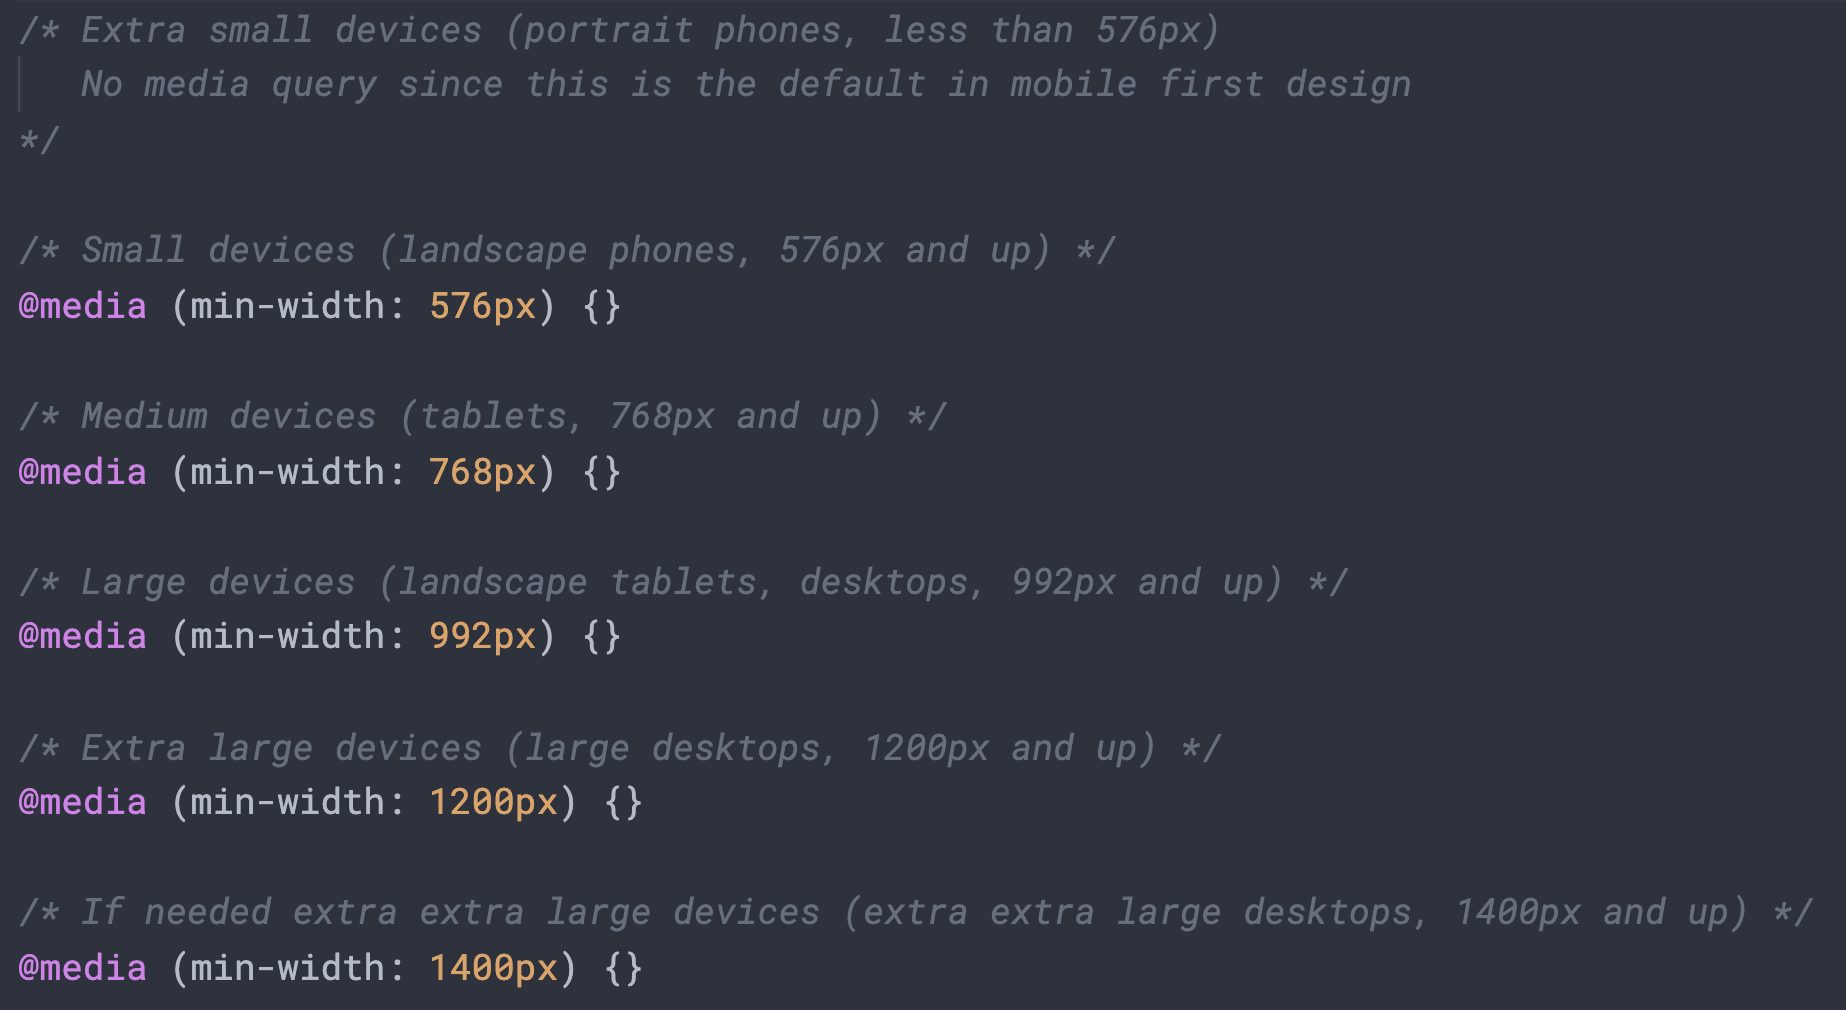 /* Extra small devices (portrait phones, less than 576px)
No media query since this is the default in mobile first design
*/
/* Small devices (landscape phones, 576px and up) */
@media (min-width: 576px) {}
/* Medium devices (tablets, 768px and up) */
@media (min-width: 768px) {}
/* Large devices (landscape tablets, desktops, 992px and up) */
@media (min-width: 992px) {}
/* Extra large devices (large desktops, 1200px and up) */
@media (min-width: 1200px) {}
/* If needed extra extra large devices (extra extra large desktops, 1400px and up) */
@media (min-width: 1400px) {}